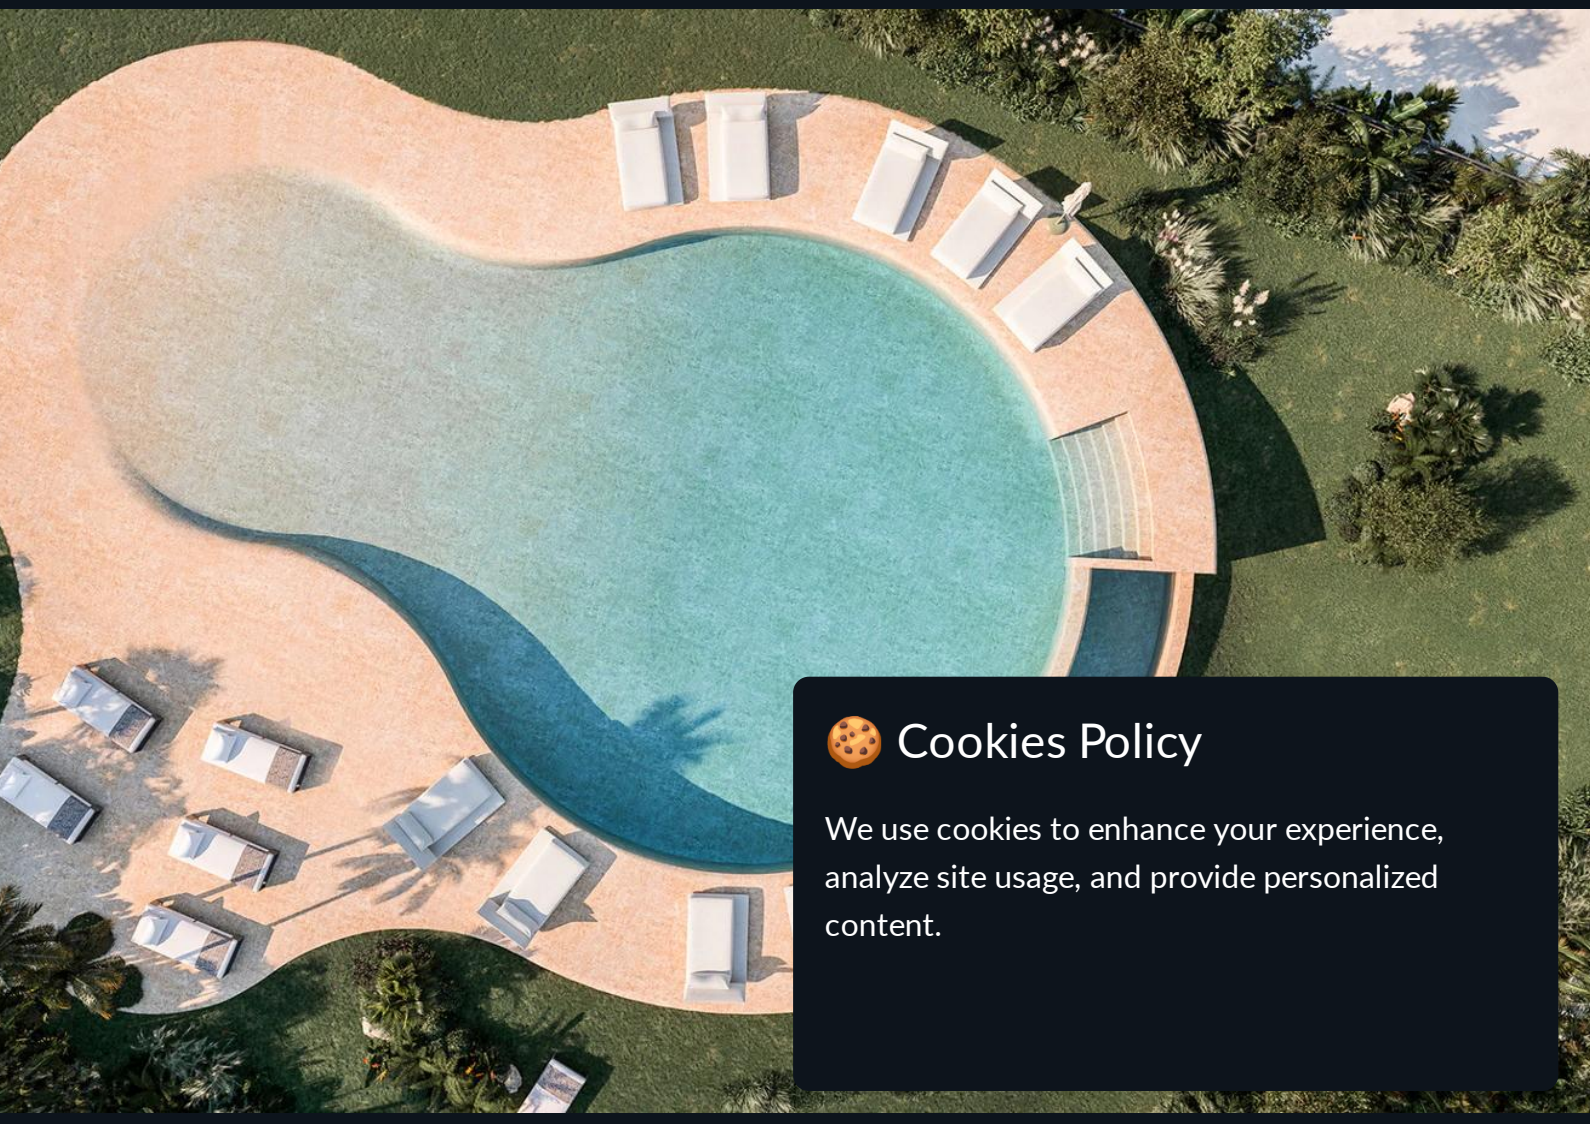 🍪 Cookies Policy
We use cookies to enhance your experience,
analyze site usage, and provide personalized
content.